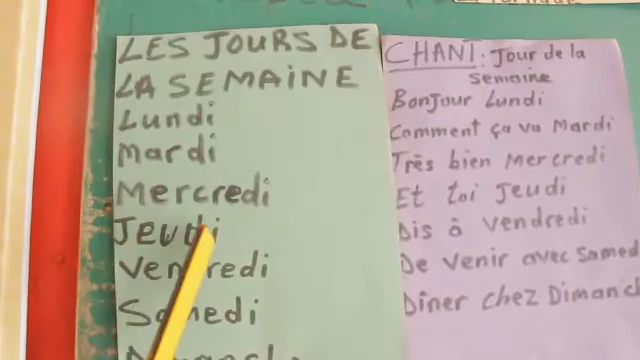 LES JOURS DE
LA SEMAINE
Lundi
Mardi
Mercredi
Jeudi
Vendredi
Samedi
CHANT : Jour de la
semaine
Bonjour Lundi
Comment ça va Mardi
Très bien Mercredi
Et toi Jeudi
Dis à Vendredi
De venir avec Samed
Dîner chez Dimanch